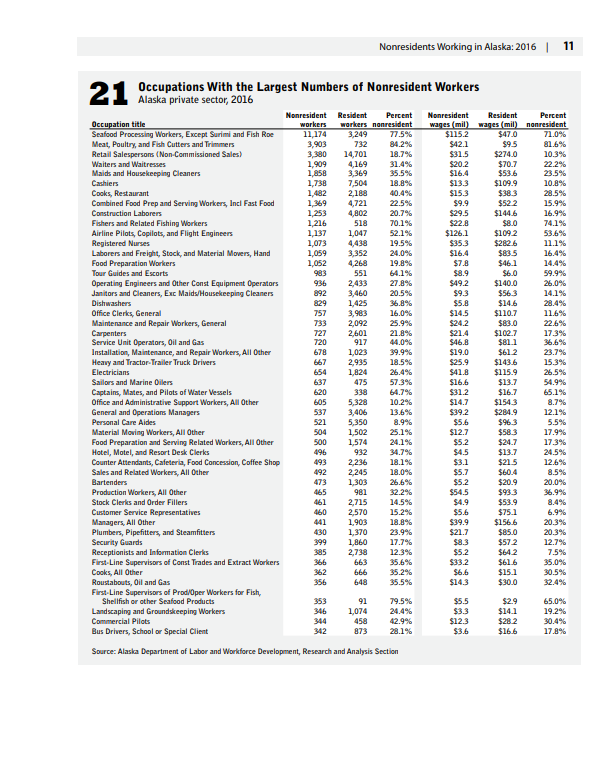 Nonresidents Working in Alaska: 2016 | 11
21 Occupations With the Largest Numbers of Nonresident Workers
Alaska private sector, 2016
Nonresident Resident Percent Nonresident Resident Percent
Occupation title workers workers nonresident wages (mil) wages (mil) nonresident
Seafood Processing Workers, Except Surimi and Fish Roe 11,174 3,249 77.5% $115.2 $47.0 71.0%
Meat, Poultry, and Fish Cutters and Trimmers 3,903 732 84.2% $42.1 $9.5 81.6%
Retail Salespersons (Non-Commissioned Sales) 3,380 14,701 18.7% $31.5 $274.0 10.3%
Waiters and Waitresses 1,909 4,169 31.4% $20.2 $70.7 22.2%
Maids and Housekeeping Cleaners 1,858 3,369 35.5% $16.4 $53.6 23.5%
Cashiers 1,738 7,504 18.8% $13.3 $109.9 10.8%
Cooks, Restaurant 1,482 2,188 40.4% $15.3 $38.3 28.5%
Combined Food Prep and Serving Workers, Incl Fast Food 1,369 4,721 22.5% $9.9 $52.2 15.9%
Construction Laborers 1,253 4,802 20.7% $29.5 $144.6 16.9%
Fishers and Related Fishing Workers 1,216 518 70.1% $22.8 $8.0 74.1%
Airline Pilots, Copilots, and Flight Engineers 1,137 1,047 52.1% $126.1 $109.2 53.6%
Registered Nurses 1,073 4,438 19.5% $35.3 $282.6 11.1%
Laborers and Freight, Stock, and Material Movers, Hand 1,059 3,352 24.0% $16.4 $83.5 16.4%
Food Preparation Workers 1,052 4,268 19.8% $7.8 $46.1 14.4%
Tour Guides and Escorts 983 551 64.1% $8.9 $6.0 59.9%
Operating Engineers and Other Const Equipment Operators 936 2,433 27.8% $49.2 $140.0 26.0%
Janitors and Cleaners, Exc Maids/Housekeeping Cleaners 892 3,460 20.5% $9.3 $56.3 14.1%
Dishwashers 829 1,425 36.8% $5.8 $14.6 28.4%
Office Clerks, General 757 3,983 16.0% $14.5 $110.7 11.6%
Maintenance and Repair Workers, General 733 2,092 25.9% $24.2 $83.0 22.6%
Carpenters 727 2,601 21.8% $21.4 $102.7 17.3%
Service Unit Operators, Oil and Gas 720 917 44.0% $46.8 $81.1 36.6%
Installation, Maintenance, and Repair Workers, All Other 678 1,023 39.9% $19.0 $61.2 23.7%
Heavy and Tractor-Trailer Truck Drivers 667 2,935 18.5% $25.9 $143.6 15.3%
Electricians 654 1,824 26.4% $41.8 $115.9 26.5%
Sailors and Marine Oilers 637 475 57.3% $16.6 $13.7 54.9%
Captains, Mates, and Pilots of Water Vessels 620 338 64.7% $31.2 $16.7 65.1%
Office and Administrative Support Workers, All Other 605 5,328 10.2% $14.7 $154.3 8.7%
General and Operations Managers 537 3,406 13.6% $39.2 $284.9 12.1%
Personal Care Aides 521 5,350 8.9% $5.6 $96.3 5.5%
Material Moving Workers, All Other 504 1,502 25.1% $12.7 $58.3 17.9%
Food Preparation and Serving Related Workers, All Other 500 1,574 24.1% $5.2 $24.7 17.3%
Hotel, Motel, and Resort Desk Clerks 496 932 34.7% $4.5 $13.7 24.5%
Counter Attendants, Cafeteria, Food Concession, Coffee Shop 493 2,236 18.1% $3.1 $21.5 12.6%
Sales and Related Workers, All Other 492 2,245 18.0% $5.7 $60.4 8.5%
Bartenders 473 1,303 26.6% $5.2 $20.9 20.0%
Production Workers, All Other 465 981 32.2% $54.5 $93.3 36.9%
Stock Clerks and Order Fillers 461 2,715 14.5% $4.9 $53.9 8.4%
Customer Service Representatives 460 2,570 15.2% $5.6 $75.1 6.9%
Managers, All Other 441 1,903 18.8% $39.9 $156.6 20.3%
Plumbers, Pipefitters, and Steamfitters 430 1,370 23.9% $21.7 $85.0 20.3%
Security Guards 399 1,860 17.7% $8.3 $57.2 12.7%
Receptionists and Information Clerks 385 2,738 12.3% $5.2 $64.2 7.5%
First-Line Supervisors of Const Trades and Extract Workers 366 663 35.6% $33.2 $61.6 35.0%
Cooks, All Other 362 666 35.2% $6.6 $15.1 30.5%
Roustabouts, Oil and Gas 356 648 35.5% $14.3 $30.0 32.4%
First-Line Supervisors of Prod/Oper Workers for Fish,
Shellfish or other Seafood Products 353 91 79.5% $5.5 $2.9 65.0%
Landscaping and Groundskeeping Workers 346 1,074 24.4% $3.3 $14.1 19.2%
Commercial Pilots 344 458 42.9% $12.3 $28.2 30.4%
Bus Drivers, School or Special Client 342 873 28.1% $3.6 $16.6 17.8%
Source: Alaska Department of Labor and Workforce Development, Research and Analysis Section